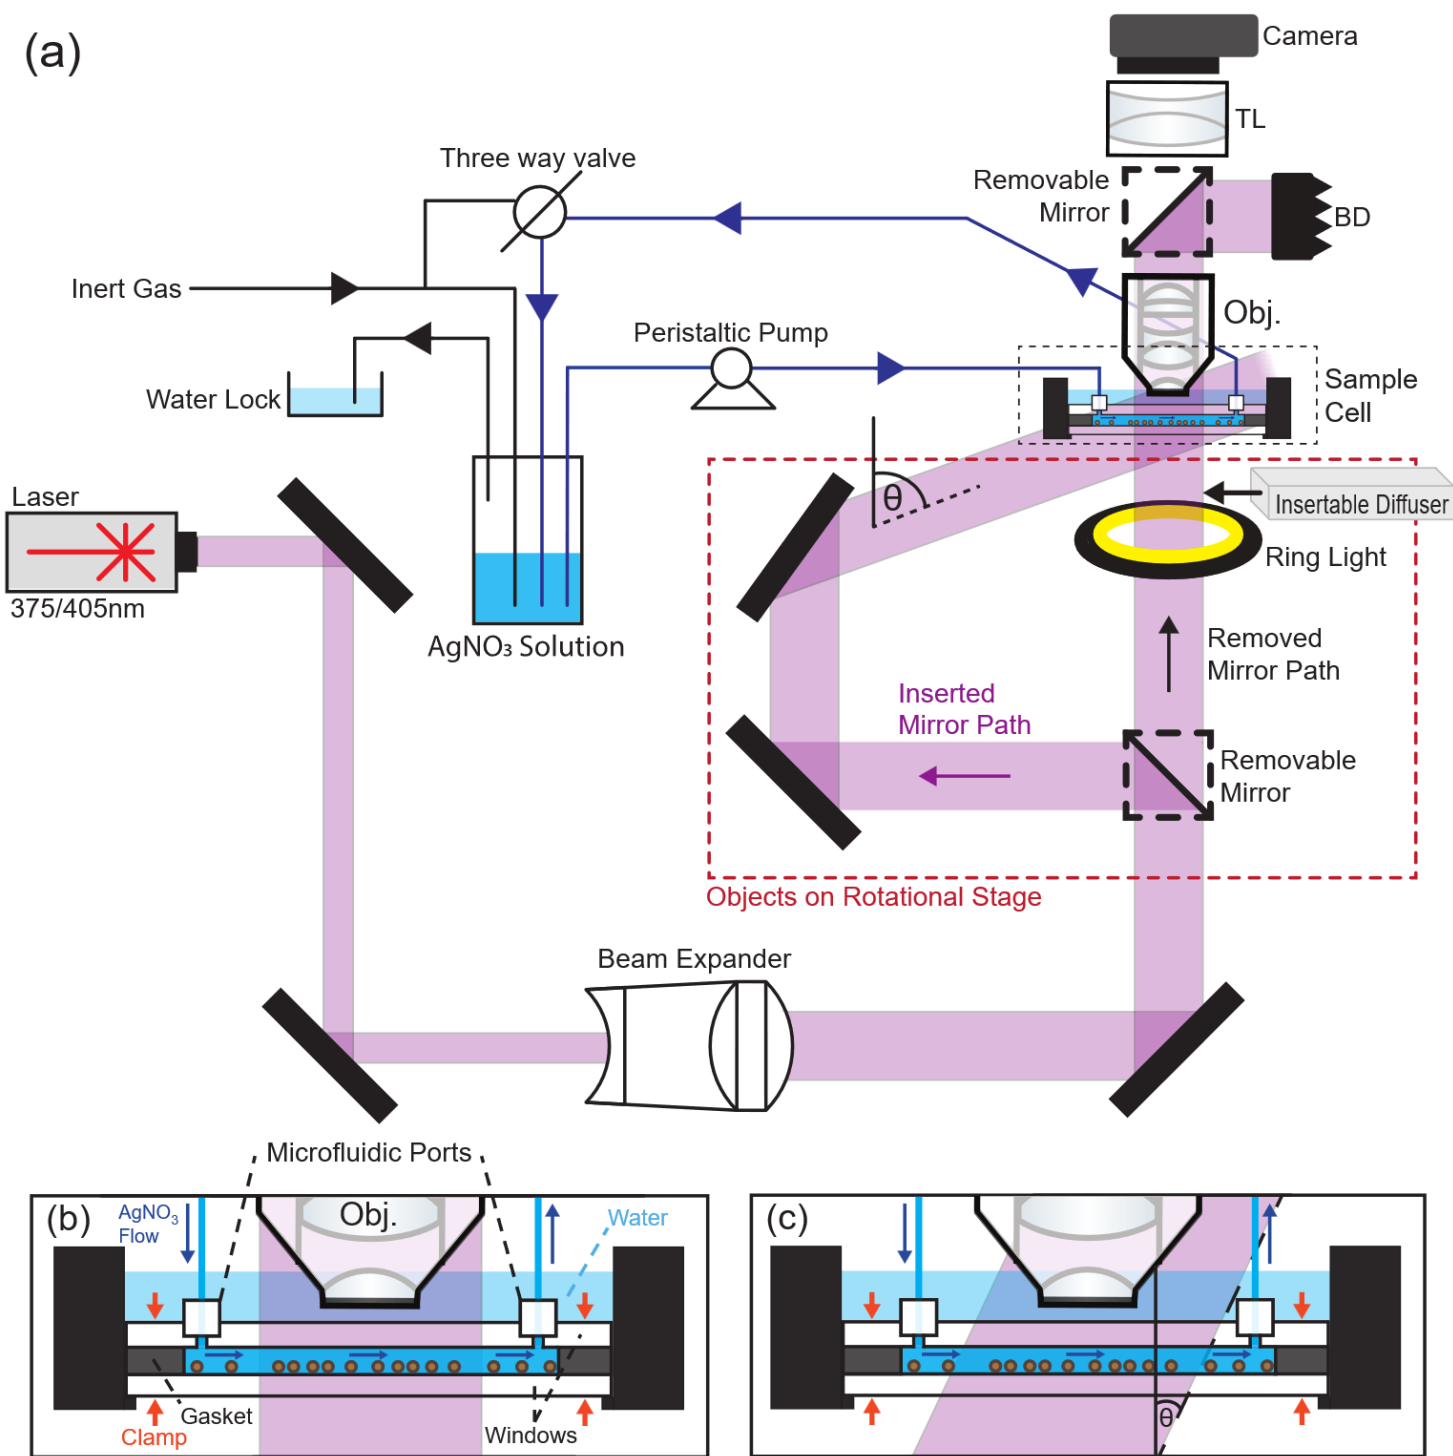 (a)
Camera
TL
Three way valve
Removable
Mirror
BD
Inert Gas
Obj.
Peristaltic Pump
Sample
Cell
Water Lock
θ
Laser
Insertable Diffuser
Ring Light
375/405nm
AgNO₃ Solution
Removed
Mirror Path
Inserted
Mirror Path
Removable
Mirror
Objects on Rotational Stage
Beam Expander
Microfluidic Ports
(b)
AgNO₃
Flow
Obj.
Water
Gasket
Clamp
Windows
(c)
θ